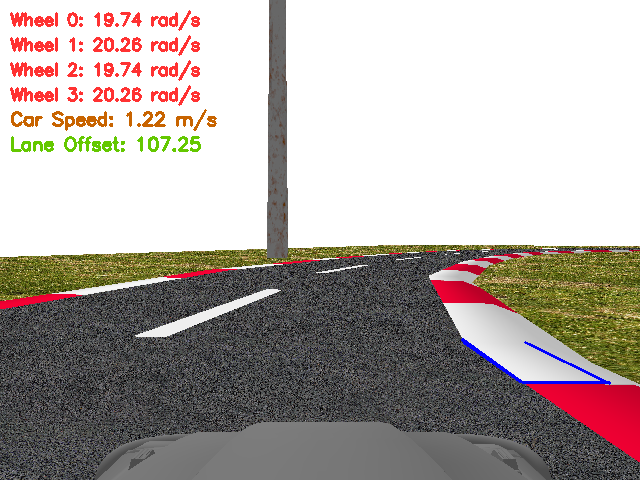 Wheel 0: 19.74 rad/s
Wheel 1: 20.26 rad/s
Wheel 2: 19.74 rad/s
Wheel 3: 20.26 rad/s
Car Speed: 1.22 m/s
Lane Offset: 107.25